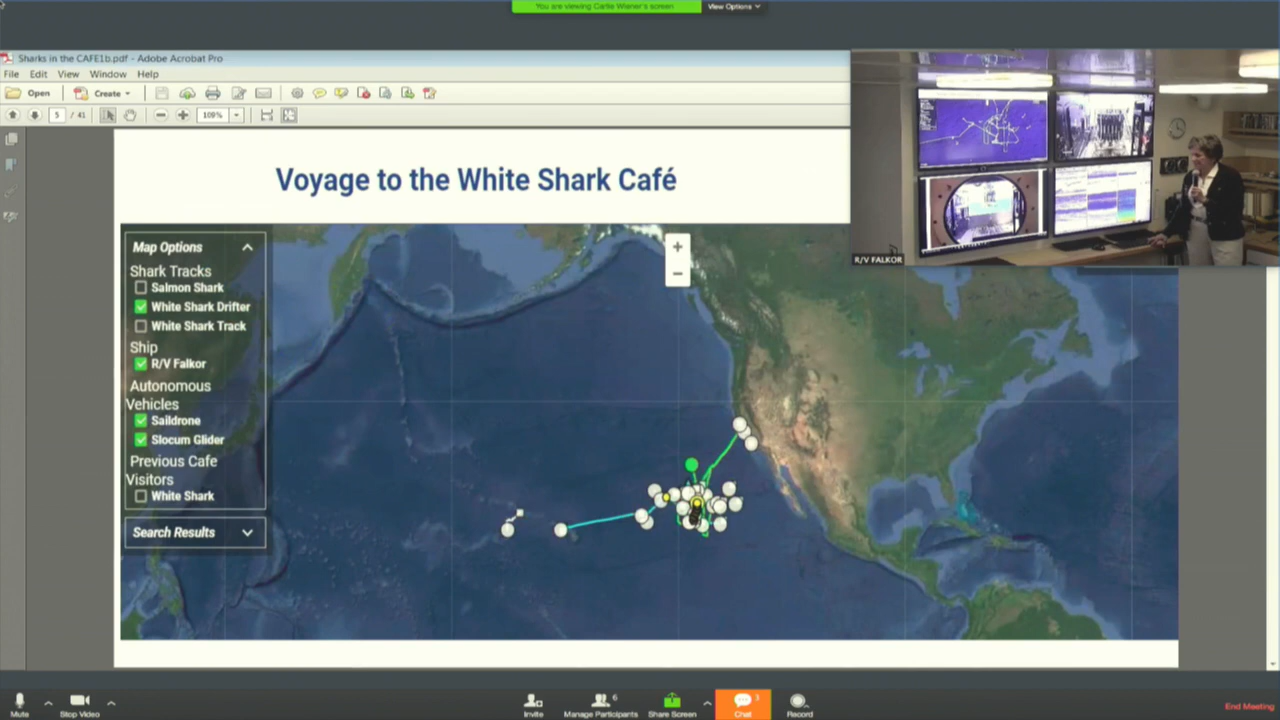 You are viewing Carlie Wiener's screen
View Options
Sharks in the CAFE1b.pdf - Adobe Acrobat Pro
File Edit View Window Help
Open Create
5 / 41 109%
Voyage to the White Shark Café
R/V FALKOR
Map Options
Shark Tracks
Salmon Shark
White Shark Drifter
White Shark Track
Ship
R/V Falkor
Autonomous
Vehicles
Saildrone
Slocum Glider
Previous Cafe
Visitors
White Shark
Search Results
Mute
Stop Video
Invite
6
Manage Participants
Share Screen
3
Chat
Record
End Meeting